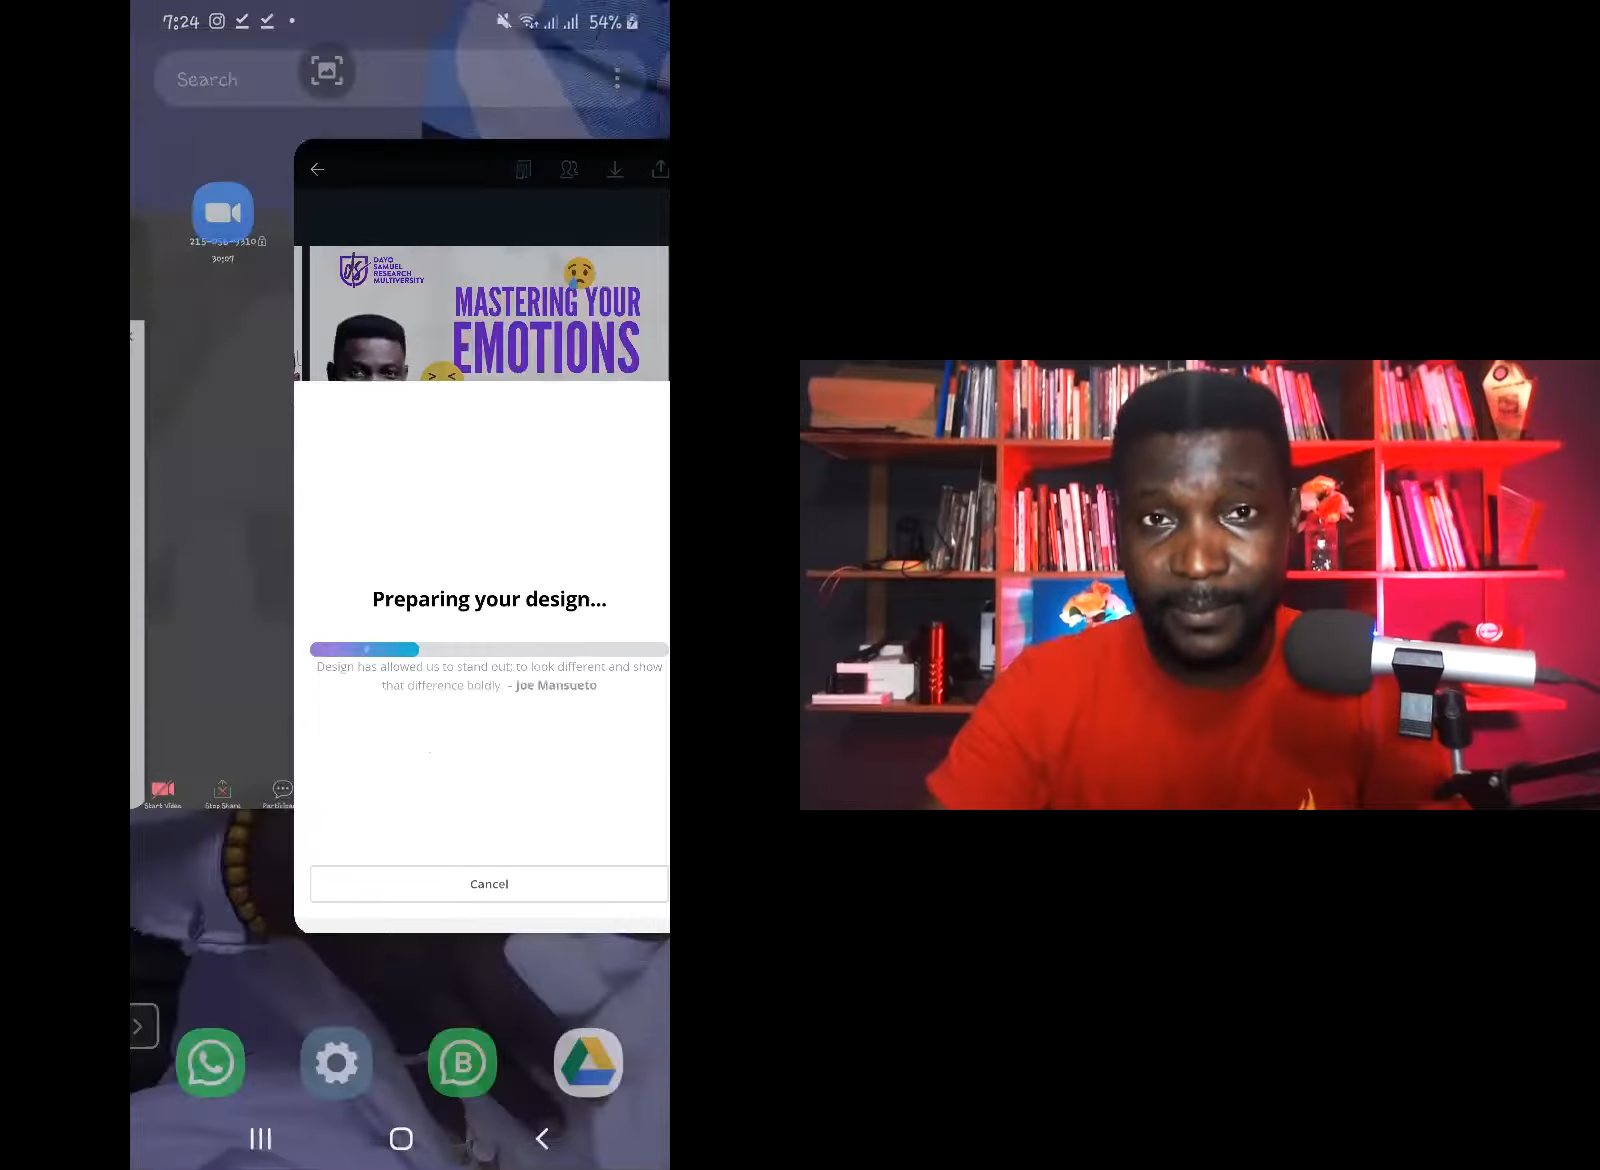 7:24
54%
Search
30:07
DAYO
SAMUEL
RESEARCH
MULTIVERSITY
MASTERING YOUR
EMOTIONS
Preparing your design...
Design has allowed us to stand out; to look different and show
that difference boldly. - Joe Mansueto
Start Video
Stop Share
Cancel
B